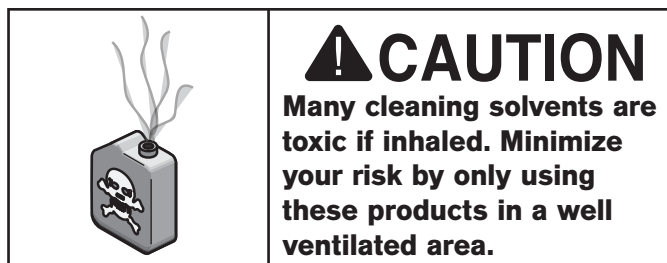 CAUTION
Many cleaning solvents are
toxic if inhaled. Minimize
your risk by only using
these products in a well
ventilated area.